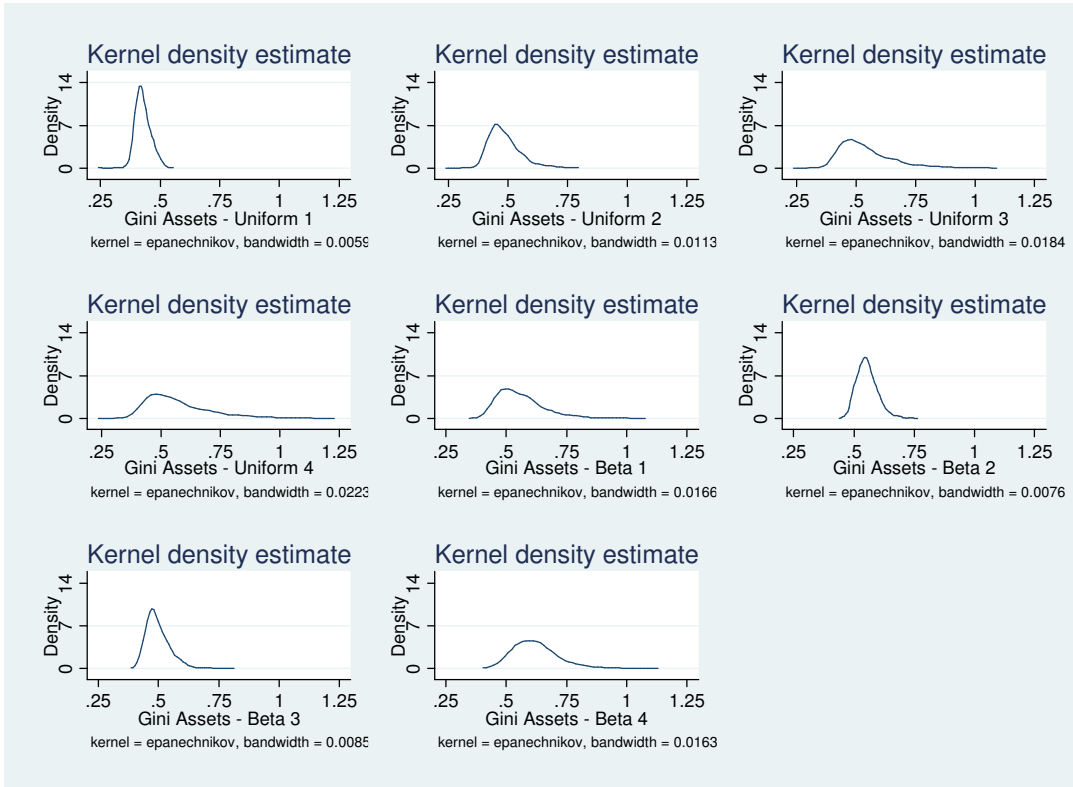 Kernel density estimate
Density
0 7 14
.25 .5 .75 1 1.25
Gini Assets - Uniform 1
kernel = epanechnikov, bandwidth = 0.0059
Kernel density estimate
Density
0 7 14
.25 .5 .75 1 1.25
Gini Assets - Uniform 2
kernel = epanechnikov, bandwidth = 0.0113
Kernel density estimate
Density
0 7 14
.25 .5 .75 1 1.25
Gini Assets - Uniform 3
kernel = epanechnikov, bandwidth = 0.0184
Kernel density estimate
Density
0 7 14
.25 .5 .75 1 1.25
Gini Assets - Uniform 4
kernel = epanechnikov, bandwidth = 0.0223
Kernel density estimate
Density
0 7 14
.25 .5 .75 1 1.25
Gini Assets - Beta 1
kernel = epanechnikov, bandwidth = 0.0166
Kernel density estimate
Density
0 7 14
.25 .5 .75 1 1.25
Gini Assets - Beta 2
kernel = epanechnikov, bandwidth = 0.0076
Kernel density estimate
Density
0 7 14
.25 .5 .75 1 1.25
Gini Assets - Beta 3
kernel = epanechnikov, bandwidth = 0.0085
Kernel density estimate
Density
0 7 14
.25 .5 .75 1 1.25
Gini Assets - Beta 4
kernel = epanechnikov, bandwidth = 0.0163